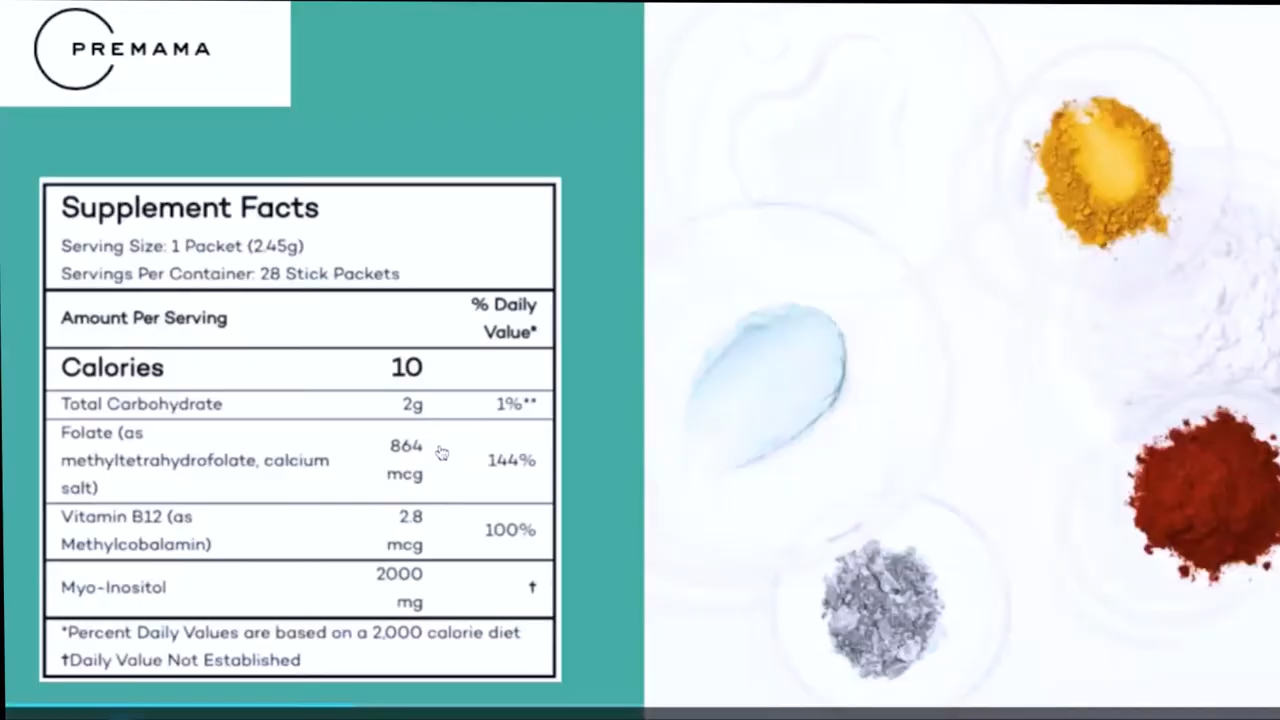 PREMAMA
Supplement Facts
Serving Size: 1 Packet (2.45g)
Servings Per Container: 28 Stick Packets
Amount Per Serving
% Daily
Value*
Calories 10
Total Carbohydrate 2g 1%**
Folate (as
methyltetrahydrofolate, calcium
salt)
864
mcg
144%
Vitamin B12 (as
Methylcobalamin)
2.8
mcg
100%
Myo-Inositol
2000
mg
†
*Percent Daily Values are based on a 2,000 calorie diet
†Daily Value Not Established